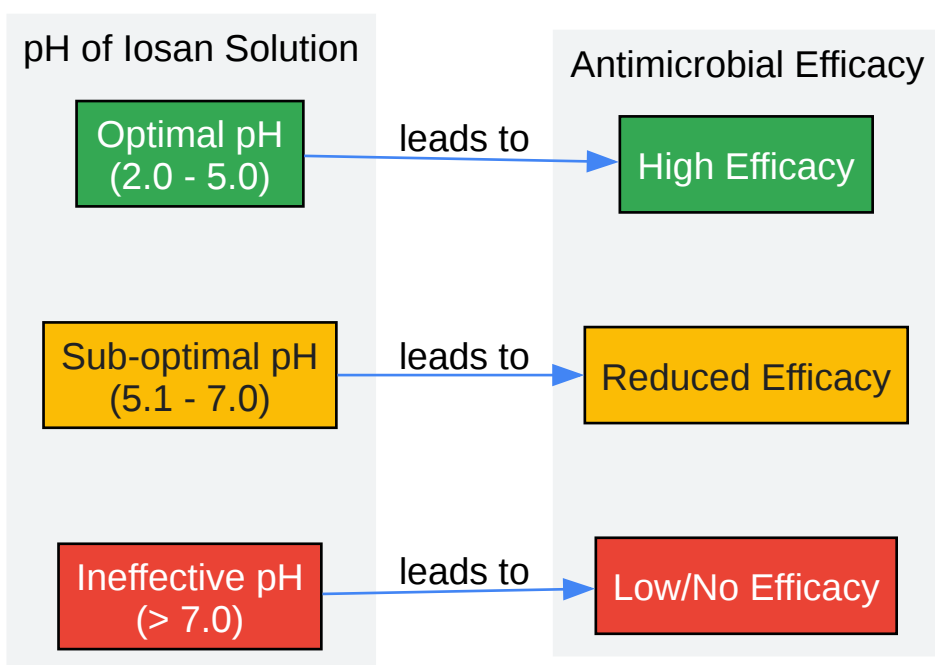 pH of Iosan Solution
Antimicrobial Efficacy
Optimal pH
(2.0 - 5.0)
leads to
High Efficacy
Sub-optimal pH
(5.1 - 7.0)
leads to
Reduced Efficacy
Ineffective pH
(> 7.0)
leads to
Low/No Efficacy